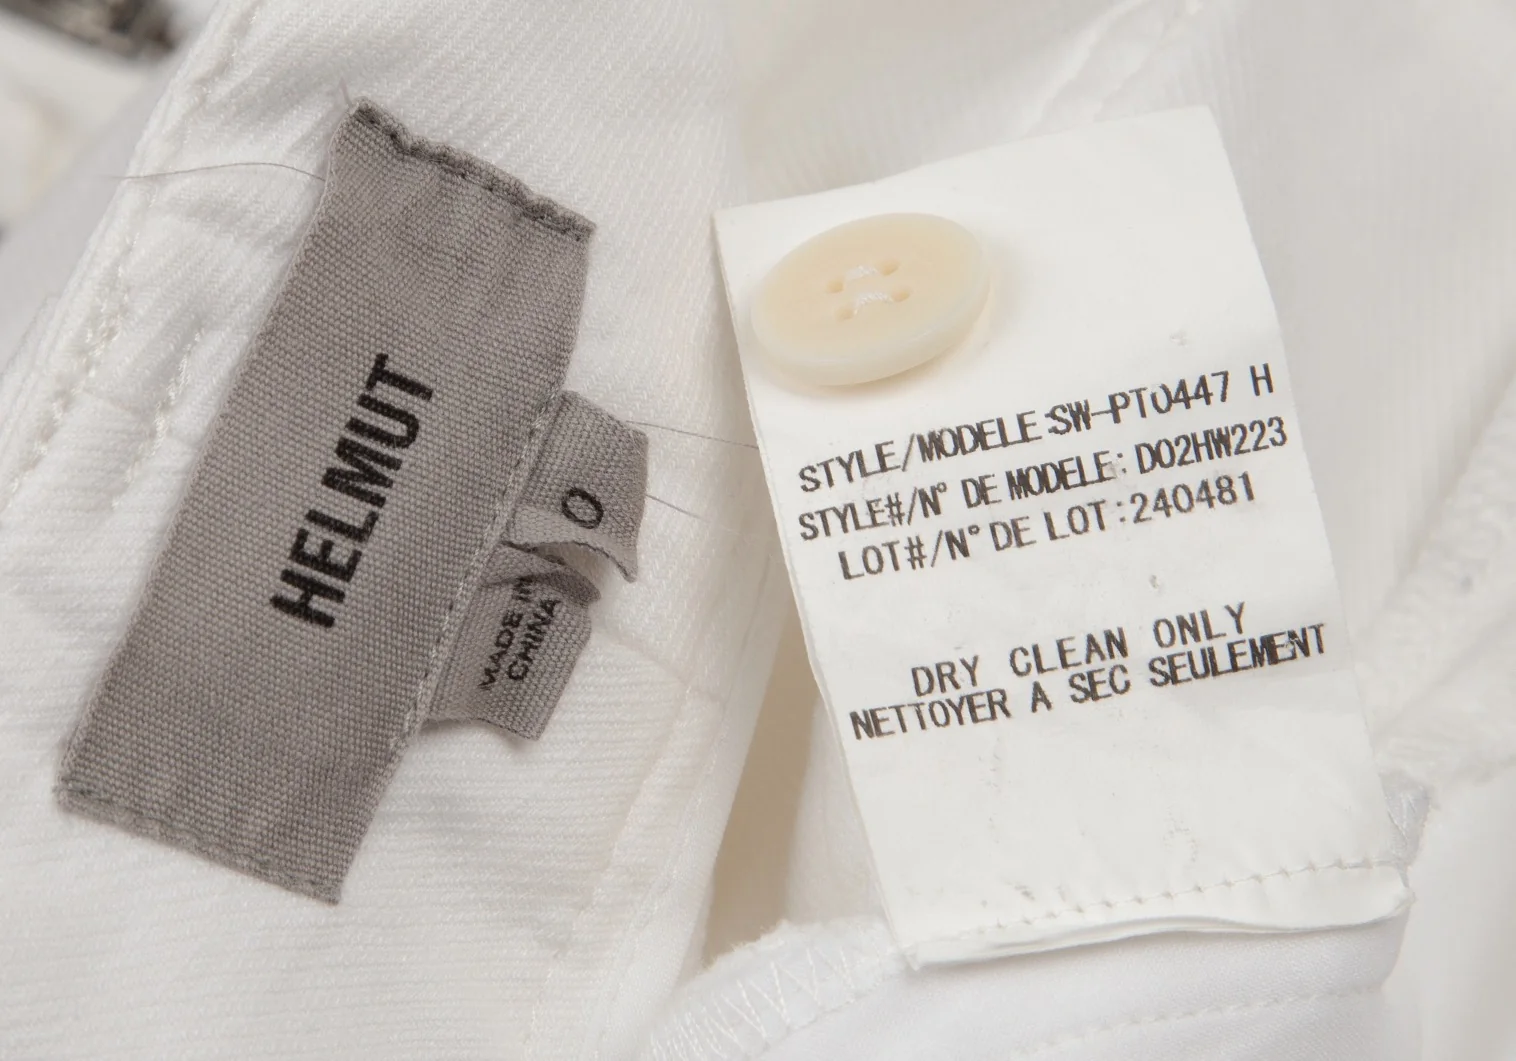 HELMUT
0
MADE IN
CHINA
STYLE/MODELE:SW-PT0447 H
STYLE#/N° DE MODELE: D02HW223
LOT#/N° DE LOT:240481
DRY CLEAN ONLY
NETTOYER A SEC SEULEMENT